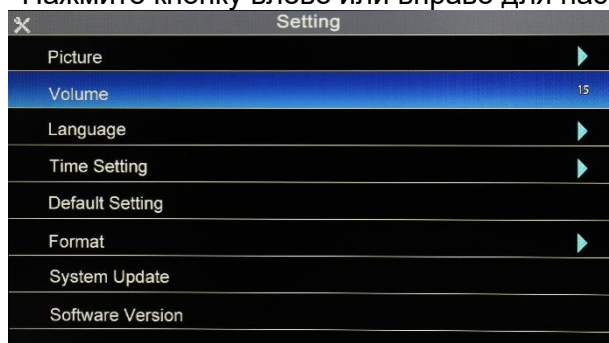 Нажмите кнопку влево или вправо для
Setting
Picture
Volume 15
Language
Time Setting
Default Setting
Format
System Update
Software Version